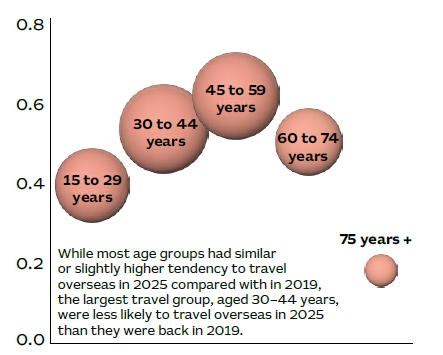 0.8
0.6
0.4
0.2
0.0
45 to 59
years
30 to 44
years
60 to 74
years
15 to 29
years
75 years +
While most age groups had similar
or slightly higher tendency to travel
overseas in 2025 compared with in 2019,
the largest travel group, aged 30–44 years,
were less likely to travel overseas in 2025
than they were back in 2019.